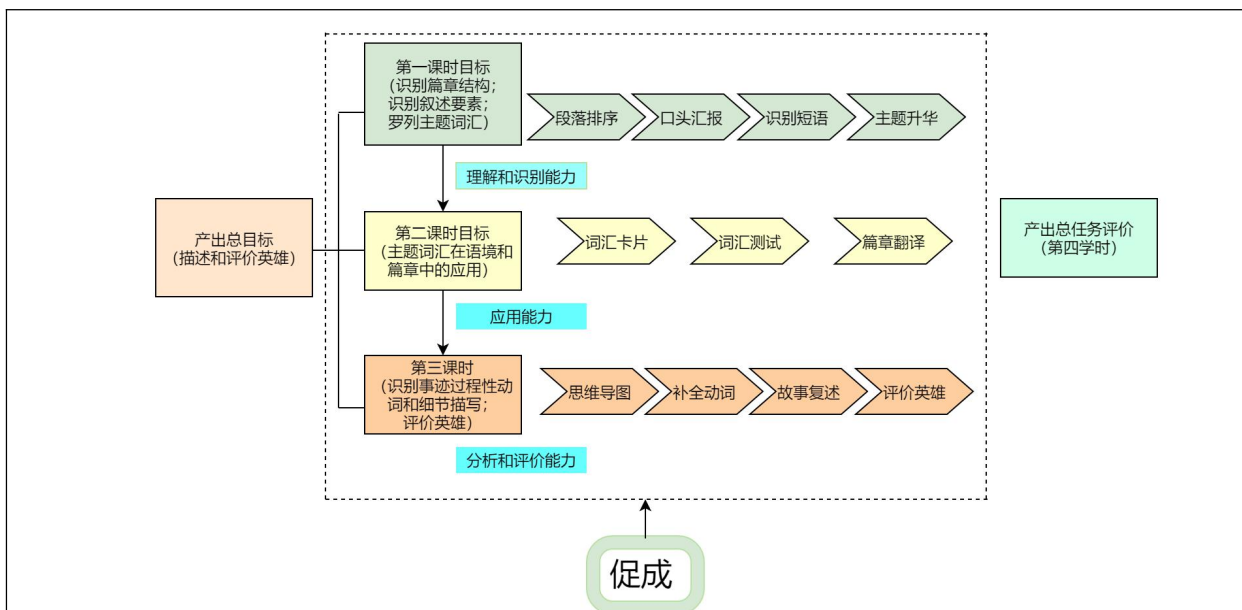 第一课时目标
(识别篇章结构；
识别叙述要素；
罗列主题词汇)
段落排序
口头汇报
识别短语
主题升华
理解和识别能力
产出总目标
(描述和评价英雄)
第二课时目标
(主题词汇在语境和
篇章中的应用)
词汇卡片
词汇测试
篇章翻译
产出总任务评价
(第四学时)
应用能力
第三课时
(识别事迹过程性动
词和细节描写；
评价英雄)
思维导图
补全动词
故事复述
评价英雄
分析和评价能力
促成